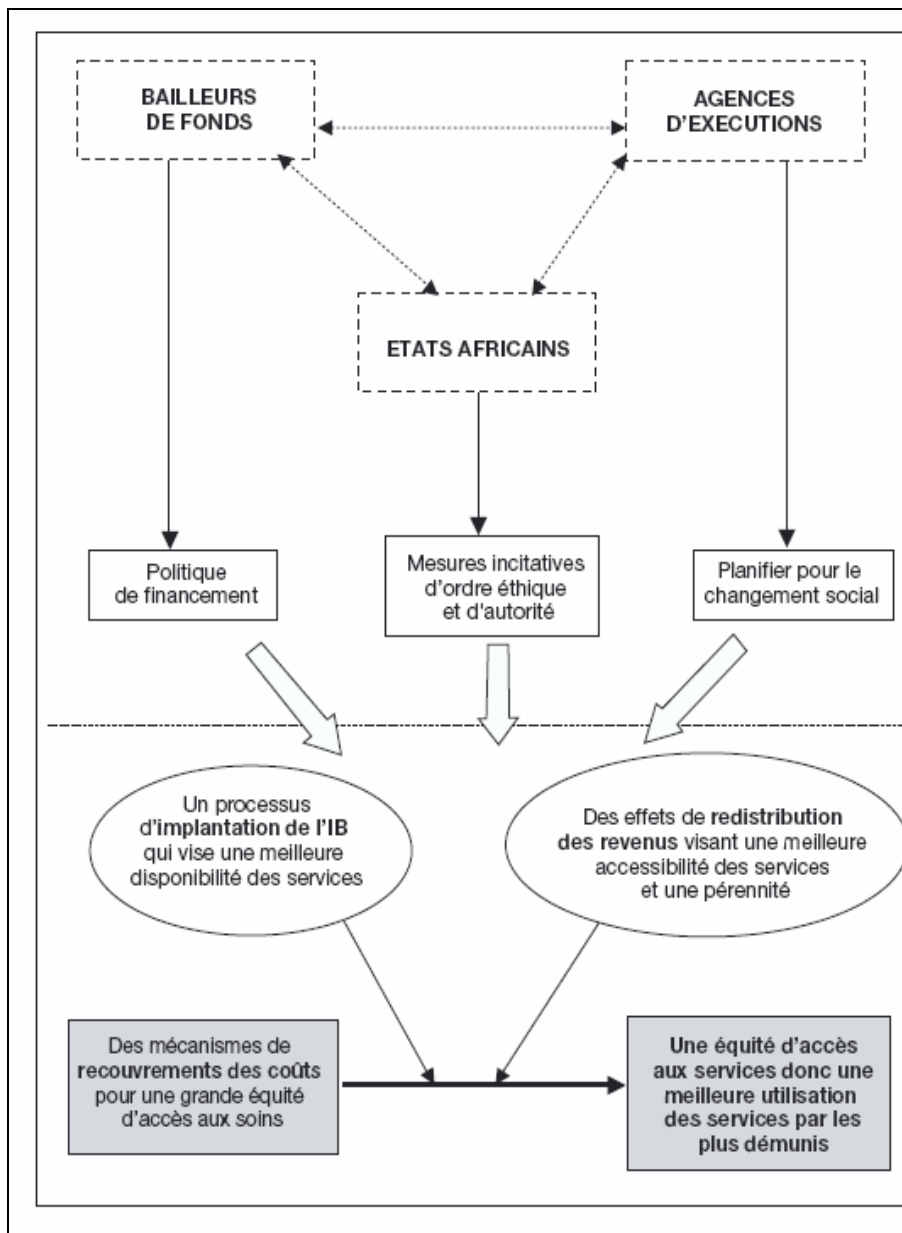 BAILLEURS
DE FONDS
AGENCES
D'EXECUTIONS
ETATS AFRICAINS
Politique
de financement
Mesures incitatives
d'ordre éthique
et d'autorité
Planifier pour le
changement social
Un processus
d'implantation de l'IB
qui vise une meilleure
disponibilité des services
Des effets de redistribution
des revenus visant une meilleure
accessibilité des services
et une pérennité
Des mécanismes de
recouvrements des coûts
pour une grande équité
d'accès aux soins
Une équité d'accès
aux services donc une
meilleure utilisation
des services par les
plus démunis